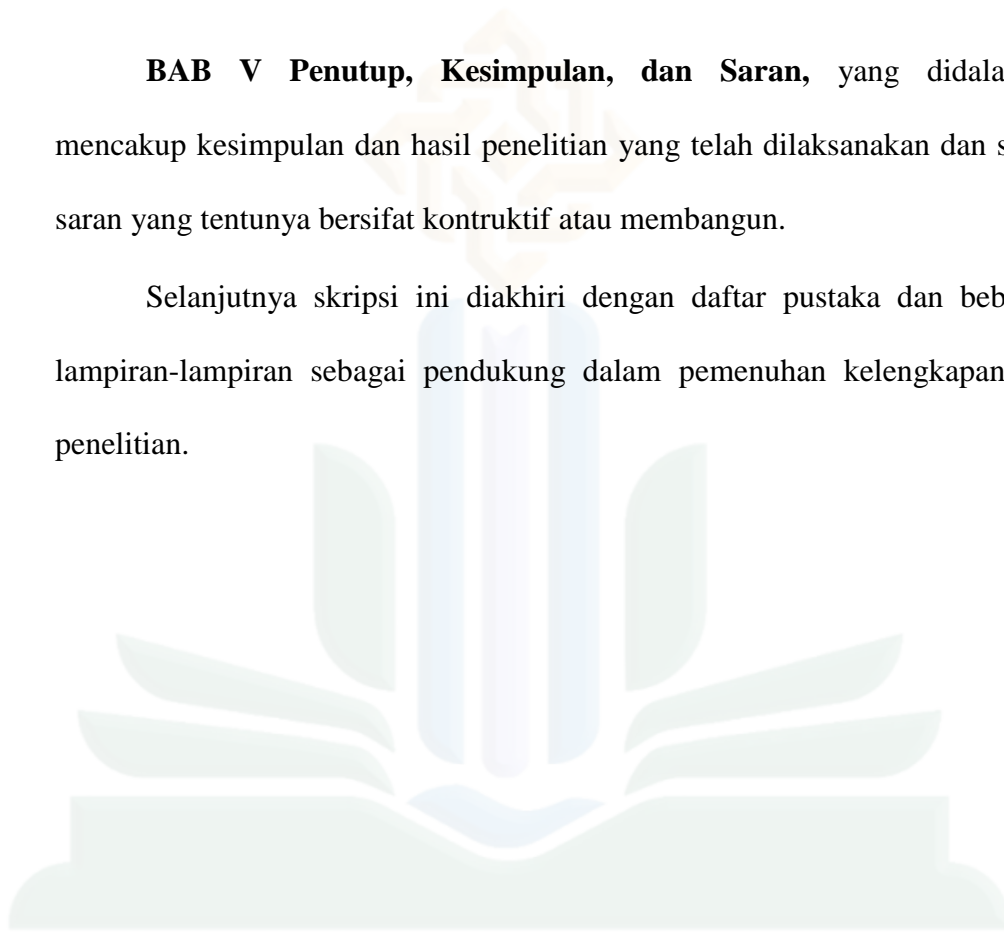 BAB V Penutup, Kesimpulan, dan Saran, yang didala
mencakup kesimpulan dan hasil penelitian yang telah dilaksanakan dan s
saran yang tentunya bersifat kontruktif atau membangun.
Selanjutnya skripsi ini diakhiri dengan daftar pustaka dan beb
lampiran-lampiran sebagai pendukung dalam pemenuhan kelengkapan
penelitian.